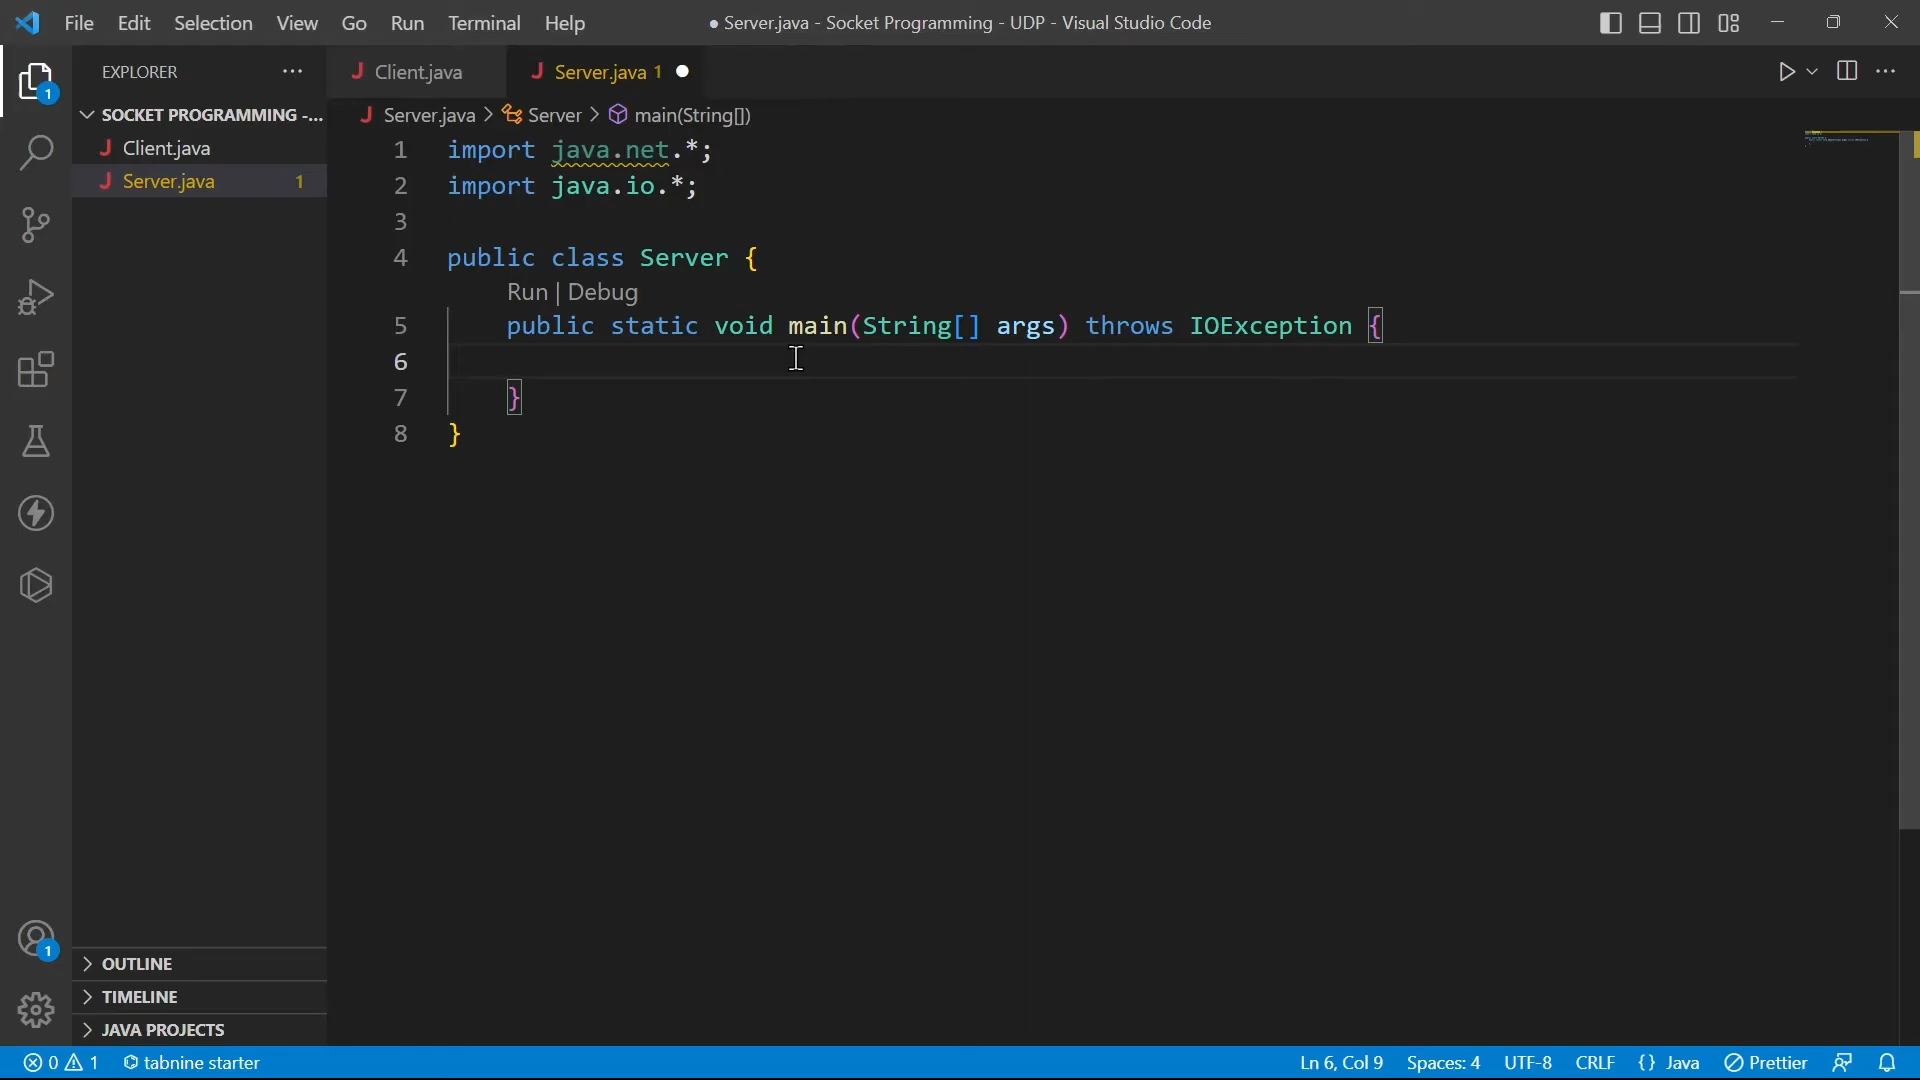 File Edit Selection View Go Run Terminal Help ● Server.java - Socket Programming - UDP - Visual Studio Code
EXPLORER
Client.java Server.java 1
1
SOCKET PROGRAMMING -...
Server.java > Server > main(String[])
Client.java
Server.java 1
1 import java.net.*;
2 import java.io.*;
3
4 public class Server {
Run | Debug
5 public static void main(String[] args) throws IOException {
6
7 }
8 }
1
OUTLINE
TIMELINE
JAVA PROJECTS
0 1 tabnine starter Ln 6, Col 9 Spaces: 4 UTF-8 CRLF {} Java Prettier